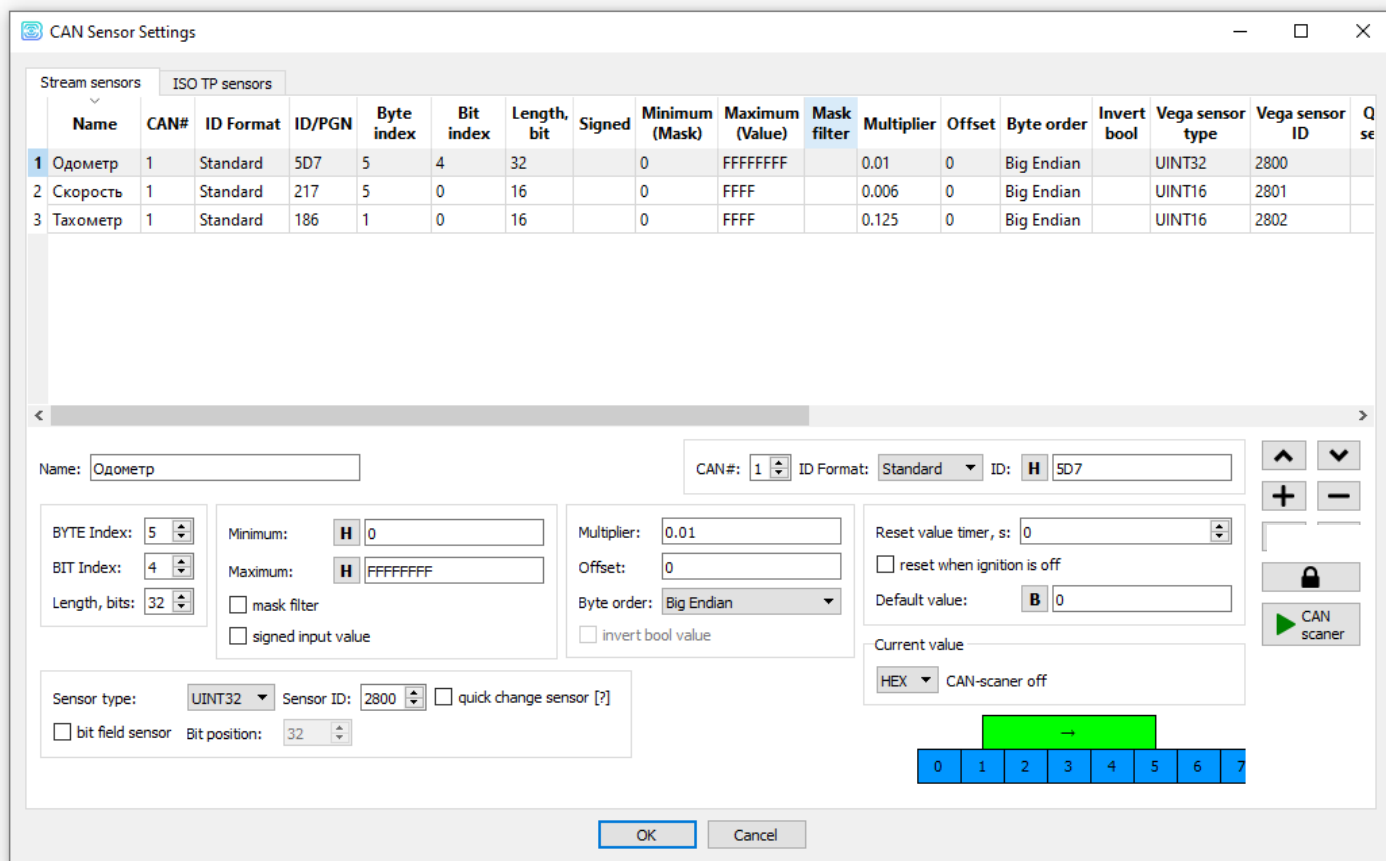 CAN Sensor Settings
Stream sensors ISO TP sensors
Name CAN# ID Format ID/PGN Byte index Bit index Length, bit Signed Minimum (Mask) Maximum (Value) Mask filter Multiplier Offset Byte order Invert bool Vega sensor type Vega sensor ID
1 Одометр 1 Standard 5D7 5 4 32 0 FFFFFFFF 0.01 0 Big Endian UINT32 2800
2 Скорость 1 Standard 217 5 0 16 0 FFFF 0.006 0 Big Endian UINT16 2801
3 Тахометр 1 Standard 186 1 0 16 0 FFFF 0.125 0 Big Endian UINT16 2802
Name: Одометр CAN#: 1 ID Format: Standard ID: H 5D7
BYTE Index: 5 Minimum: H 0 Multiplier: 0.01 Reset value timer, s: 0
BIT Index: 4 Maximum: H FFFFFFFF Offset: 0 reset when ignition is off
Length, bits: 32 mask filter Byte order: Big Endian Default value: B 0
signed input value invert bool value
CAN scaner
Current value
HEX CAN-scaner off
Sensor type: UINT32 Sensor ID: 2800 quick change sensor [?]
bit field sensor Bit position: 32
→
0 1 2 3 4 5 6 7
OK Cancel